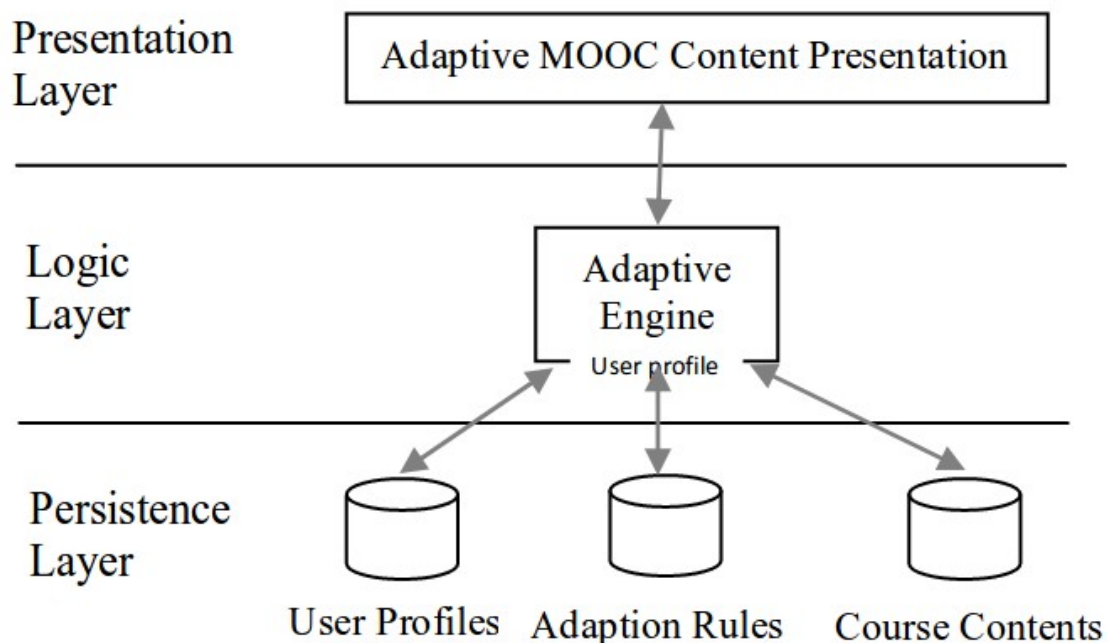 Presentation
Layer
Adaptive MOOC Content Presentation
Logic
Layer
Adaptive
Engine
User profile
Persistence
Layer
User Profiles
Adaption Rules
Course Contents